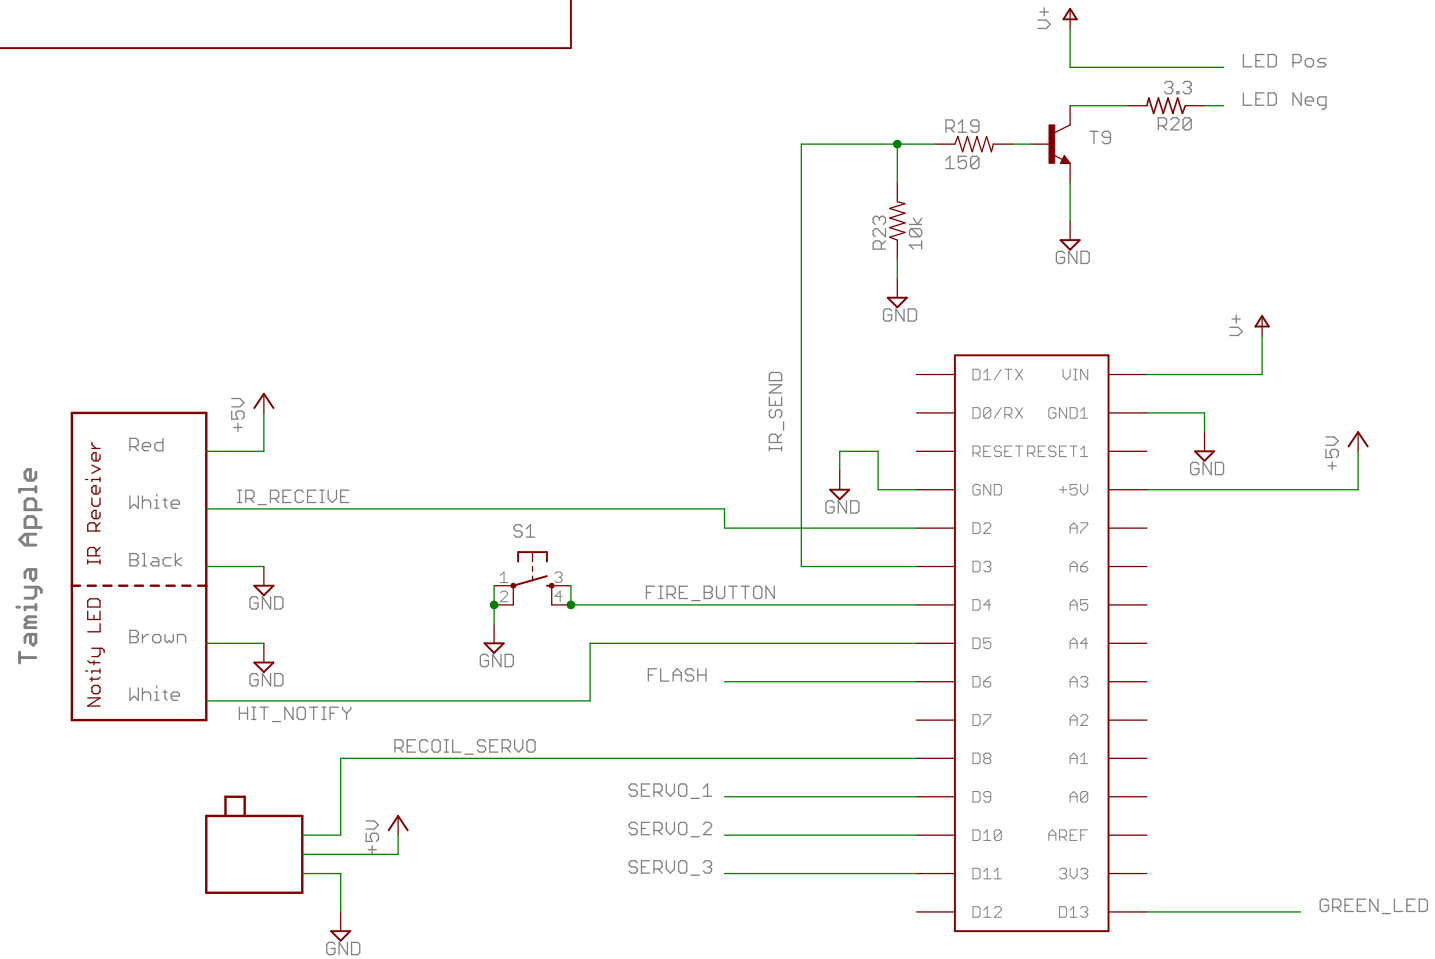 V+
LED Pos
3.3
LED Neg
R20
R19
150
T9
R23
10k
GND
GND
V+
IR_SEND
D1/TX VIN
D0/RX GND1
RESET RESET1
GND +5V
D2 A7
D3 A6
D4 A5
D5 A4
D6 A3
D7 A2
D8 A1
D9 A0
D10 AREF
D11 3V3
D12 D13
GND
+5V
GND
GREEN_LED
Tamiya Apple
IR Receiver
Notify LED
Red
White
Black
Brown
White
+5V
IR_RECEIVE
GND
GND
HIT_NOTIFY
S1
1 3
2 4
GND
FIRE_BUTTON
FLASH
RECOIL_SERVO
SERVO_1
SERVO_2
SERVO_3
+5V
GND